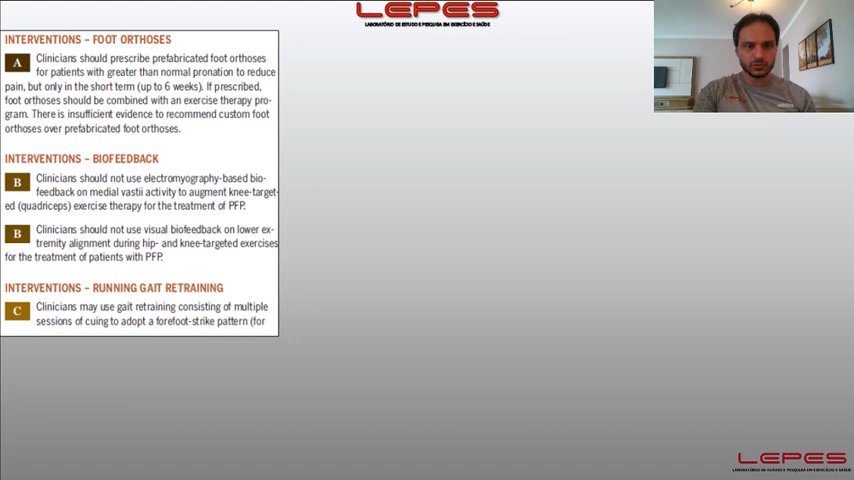 LEPES
LABORATÓRIO DE ESTUDO E PESQUISA EM EXERCÍCIO E SAÚDE
INTERVENTIONS – FOOT ORTHOSES
A Clinicians should prescribe prefabricated foot orthoses
for patients with greater than normal pronation to reduce
pain, but only in the short term (up to 6 weeks). If prescribed,
foot orthoses should be combined with an exercise therapy pro-
gram. There is insufficient evidence to recommend custom foot
orthoses over prefabricated foot orthoses.
INTERVENTIONS – BIOFEEDBACK
B Clinicians should not use electromyography-based bio-
feedback on medial vastii activity to augment knee-target-
ed (quadriceps) exercise therapy for the treatment of PFP.
B Clinicians should not use visual biofeedback on lower ex-
tremity alignment during hip- and knee-targeted exercises
for the treatment of patients with PFP.
INTERVENTIONS – RUNNING GAIT RETRAINING
C Clinicians may use gait retraining consisting of multiple
sessions of cuing to adopt a forefoot-strike pattern (for
LEPES
LABORATÓRIO DE ESTUDO E PESQUISA EM EXERCÍCIO E SAÚDE